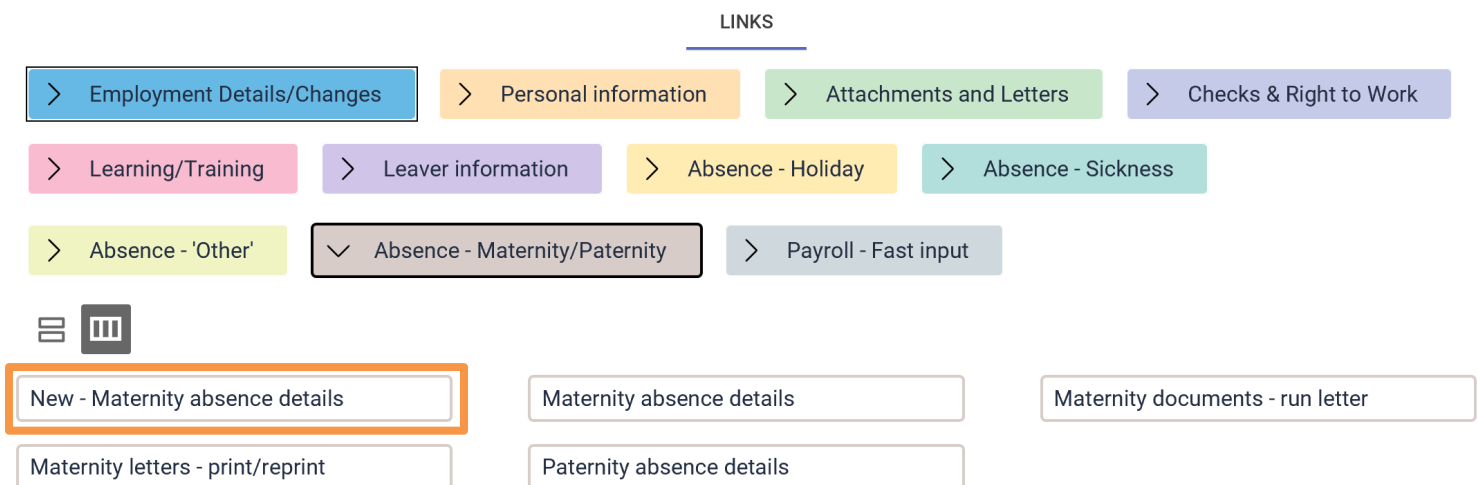 LINKS
Employment Details/Changes
Personal information
Attachments and Letters
Checks & Right to Work
Learning/Training
Leaver information
Absence - Holiday
Absence - Sickness
Absence - 'Other'
Absence - Maternity/Paternity
Payroll - Fast input
New - Maternity absence details
Maternity absence details
Maternity documents - run letter
Maternity letters - print/reprint
Paternity absence details